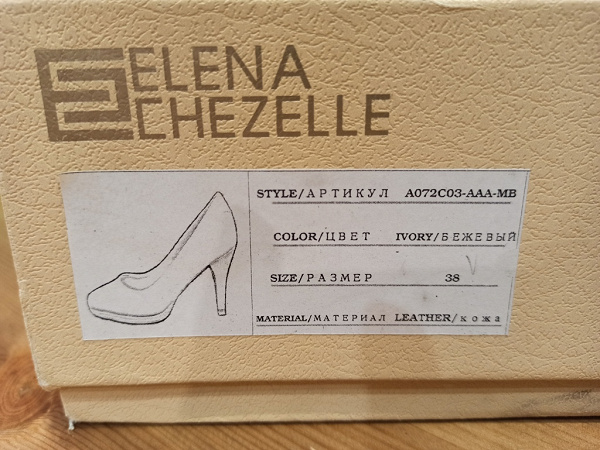 ELENA
CHEZELLE
STYLE/АРТИКУЛ A072C03-AAA-MB
COLOR/ЦВЕТ IVORY/БЕЖЕВЫЙ
SIZE/РАЗМЕР 38 V
MATERIAL/МАТЕРИАЛ LEATHER/кожа